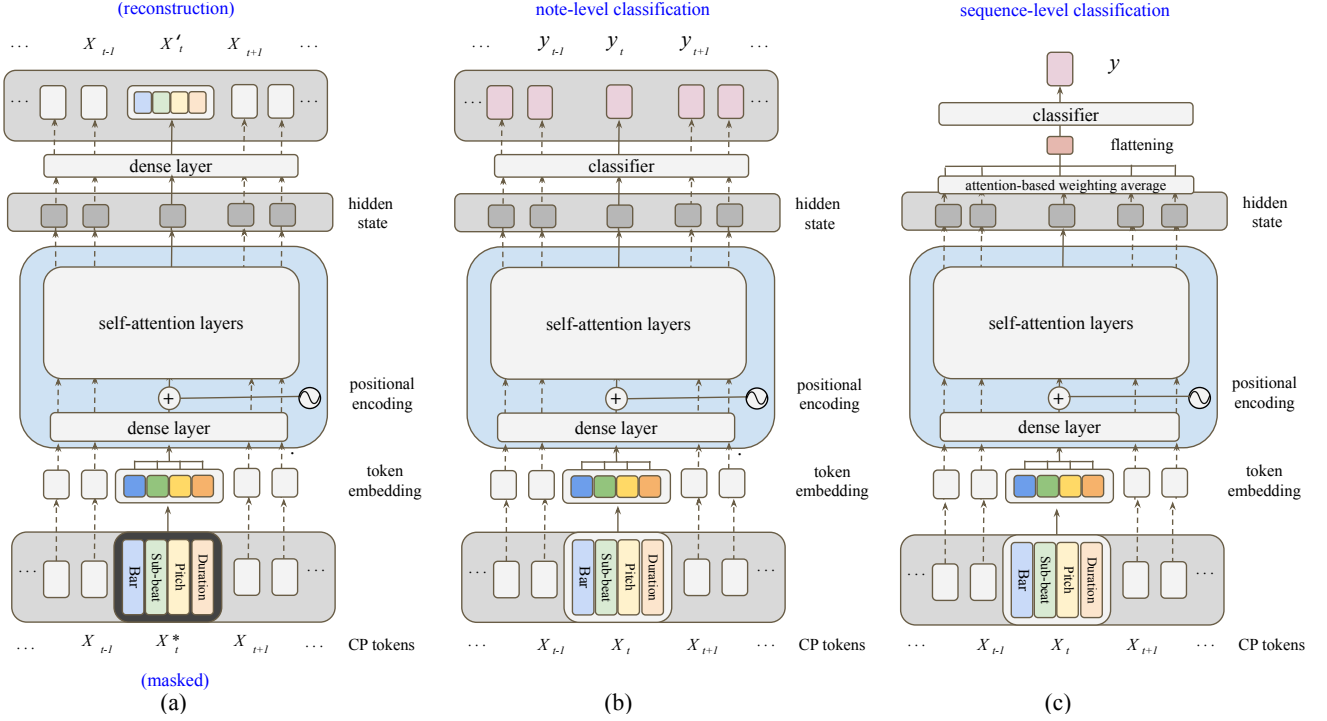 (reconstruction)
... X t-1 X′ t X t+1 ...
... ...
dense layer
hidden
state
self-attention layers
+
positional
encoding
dense layer
token
embedding
... Bar Sub-beat Pitch Duration ...
... X t-1 X* t X t+1 ... CP tokens
(masked)
(a)
note-level classification
... y t-1 y t y t+1 ...
... ...
classifier
hidden
state
self-attention layers
+
positional
encoding
dense layer
token
embedding
... Bar Sub-beat Pitch Duration ...
... X t-1 X t X t+1 ... CP tokens
(b)
sequence-level classification
y
classifier
flattening
attention-based weighting average
hidden
state
self-attention layers
+
positional
encoding
dense layer
token
embedding
... Bar Sub-beat Pitch Duration ...
... X t-1 X t X t+1 ... CP tokens
(c)